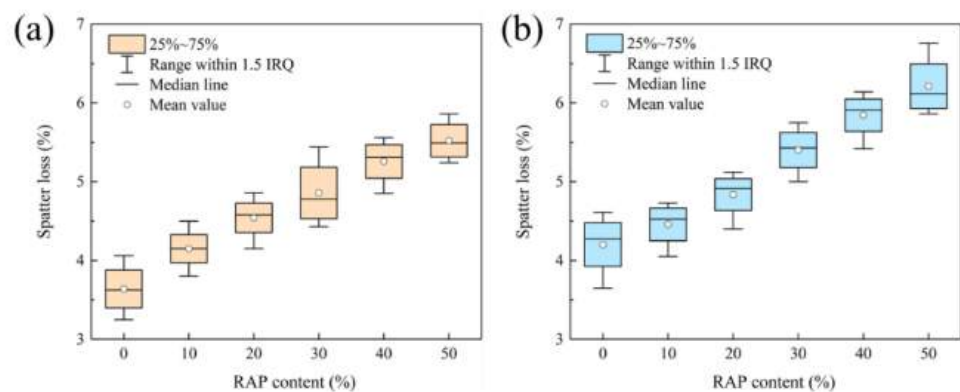 (a)
7
6
5
4
3
Spatter loss (%)
25%~75%
Range within 1.5 IRQ
Median line
Mean value
0 10 20 30 40 50
RAP content (%)
(b)
7
6
5
4
3
Spatter loss (%)
25%~75%
Range within 1.5 IRQ
Median line
Mean value
0 10 20 30 40 50
RAP content (%)